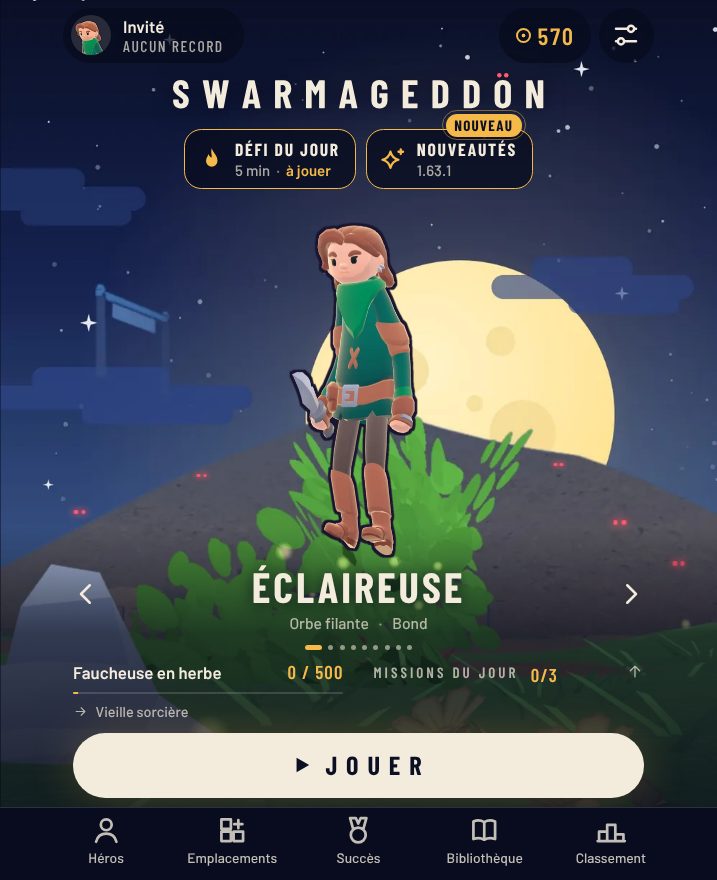 Invité
AUCUN RECORD
570
SWARMAGEDDÖN
NOUVEAU
DÉFI DU JOUR
5 min · à jouer
NOUVEAUTÉS
1.63.1
ÉCLAIREUSE
Orbe filante · Bond
Faucheuse en herbe 0 / 500
MISSIONS DU JOUR 0/3
→ Vieille sorcière
JOUER
Héros
Emplacements
Succès
Bibliothèque
Classement